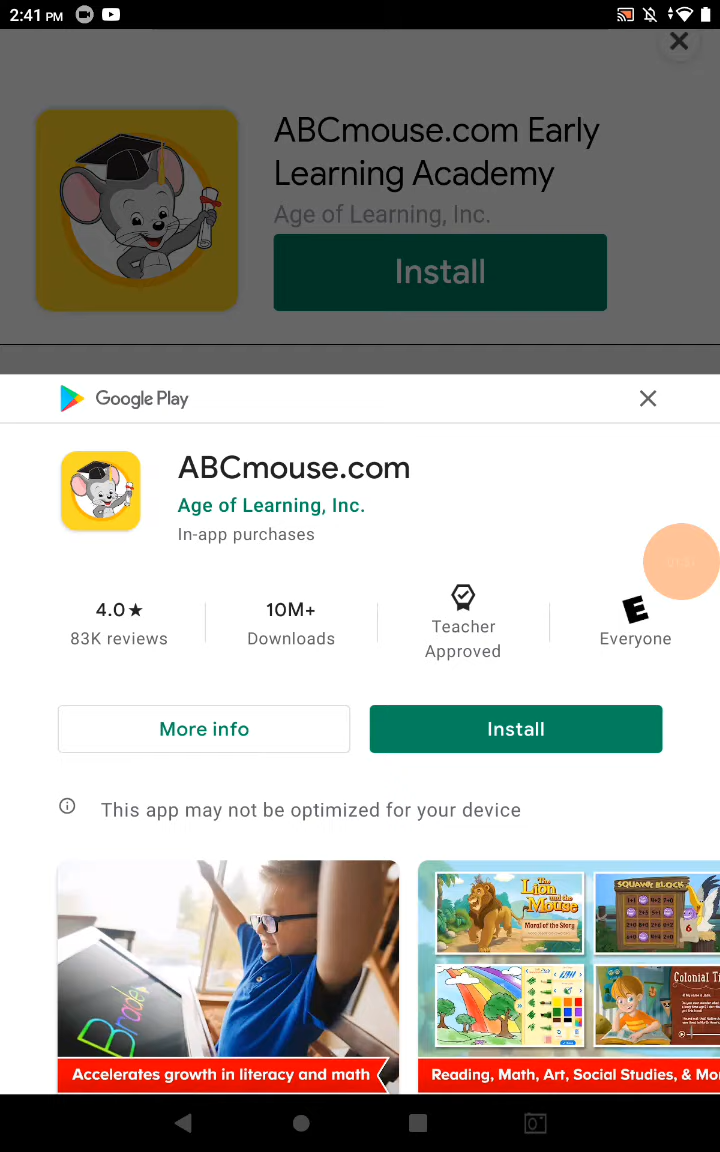 2:41 PM
ABCmouse.com Early
Learning Academy
Age of Learning, Inc.
Install
Google Play
ABCmouse.com
Age of Learning, Inc.
In-app purchases
4.0★
83K reviews
10M+
Downloads
Teacher
Approved
E
Everyone
More info
Install
This app may not be optimized for your device
The
Lion
and the
Mouse
Moral of the Story
SQUAWK BLOCK
Colonial
Accelerates growth in literacy and math
Reading, Math, Art, Social Studies, & Mo